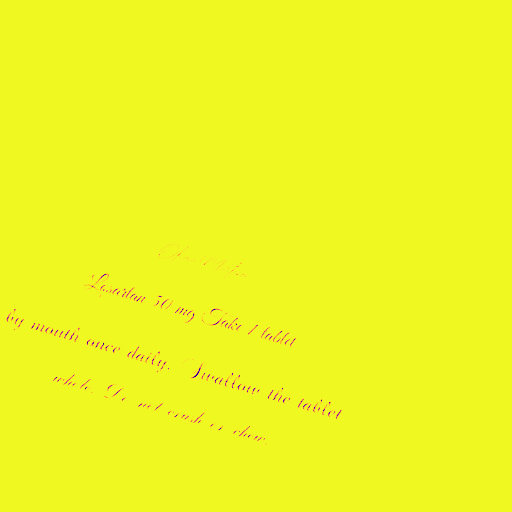 Losartan 50 mg Take 1 tablet
by mouth once daily. Swallow the tablet
whole. Do not crush or chew.